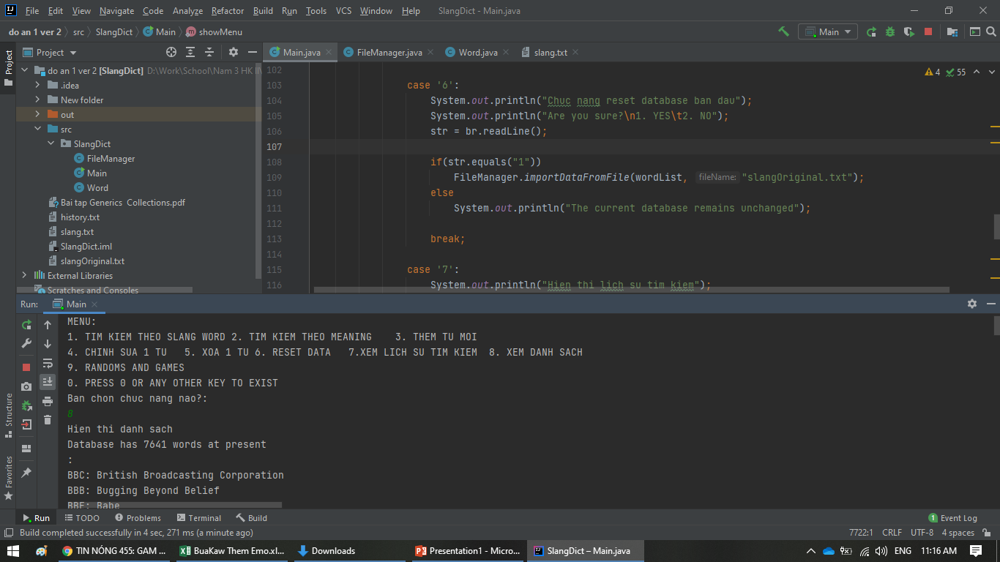 File Edit View Navigate Code Analyze Refactor Build Run Tools VCS Window Help SlangDict - Main.java
do an 1 ver 2 src SlangDict Main showMenu Main
Project
Project
Main.java FileManager.java Word.java slang.txt
do an 1 ver 2 [SlangDict] D:\Work\School\Nam 3 HK II\
.idea
New folder
out
src
SlangDict
FileManager
Main
Word
Bai tap Generics Collections.pdf
history.txt
slang.txt
SlangDict.iml
slangOriginal.txt
External Libraries
Scratches and Consoles
4 55
102
103 case '6':
104 System.out.println("Chuc nang reset database ban dau");
105 System.out.println("Are you sure?\n1. YES\t2. NO");
106 str = br.readLine();
107
108 if(str.equals("1"))
109 FileManager.importDataFromFile(wordList, fileName: "slangOriginal.txt");
110 else
111 System.out.println("The current database remains unchanged");
112
113 break;
114
115 case '7':
116 System.out.println("Hien thi lich su tim kiem");
Run: Main
MENU:
1. TIM KIEM THEO SLANG WORD 2. TIM KIEM THEO MEANING 3. THEM TU MOI
4. CHINH SUA 1 TU 5. XOA 1 TU 6. RESET DATA 7.XEM LICH SU TIM KIEM 8. XEM DANH SACH
9. RANDOMS AND GAMES
0. PRESS 0 OR ANY OTHER KEY TO EXIST
Ban chon chuc nang nao?:
8
Hien thi danh sach
Database has 7641 words at present
:
BBC: British Broadcasting Corporation
BBB: Bugging Beyond Belief
BBE: Babe
Structure
Favorites
Run TODO Problems Terminal Build 1 Event Log
Build completed successfully in 4 sec, 271 ms (a minute ago) 7722:1 CRLF UTF-8 4 spaces
TIN NÓNG 455: GAM ... BuaKaw Them Emo.xl... Downloads Presentation1 - Micro... SlangDict – Main.java ENG 11:16 AM